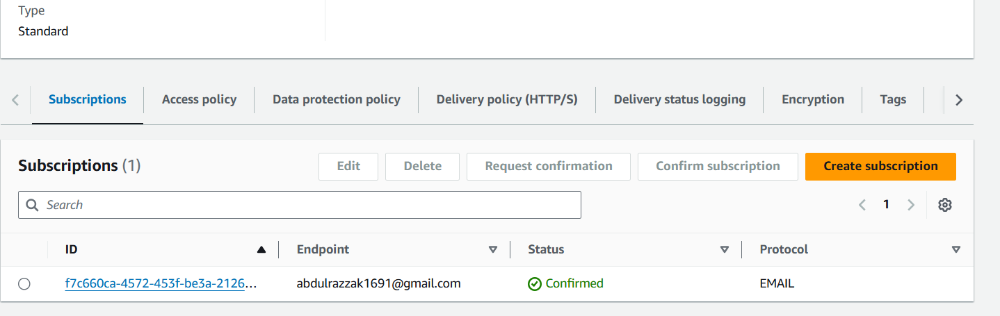 Type
Standard
Subscriptions Access policy Data protection policy Delivery policy (HTTP/S) Delivery status logging Encryption Tags
Subscriptions (1) Edit Delete Request confirmation Confirm subscription Create subscription
Search 1
ID Endpoint Status Protocol
f7c660ca-4572-453f-be3a-2126... abdulrazzak1691@gmail.com Confirmed EMAIL